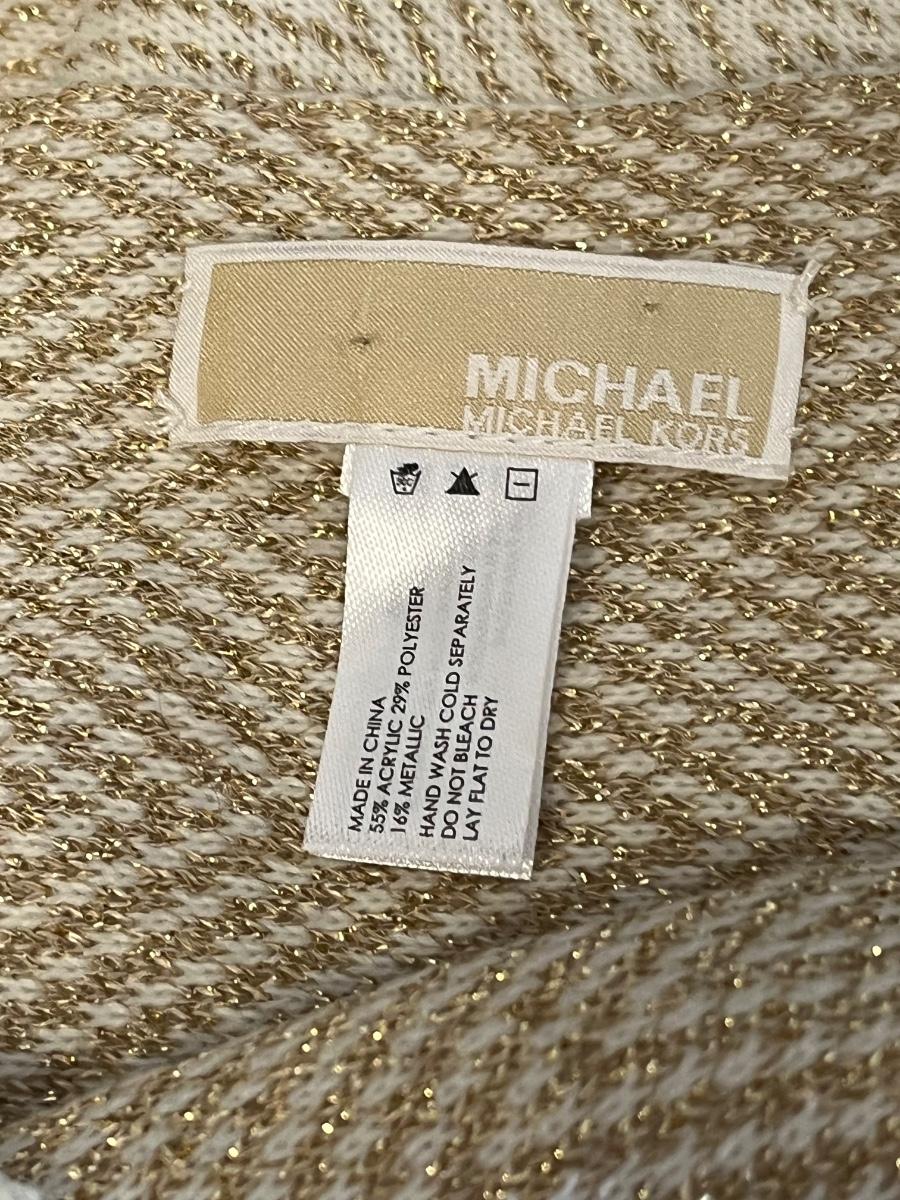 MICHAEL
MICHAEL KORS
MADE IN CHINA
55% ACRYLIC 29% POLYESTER
16% METALLIC
HAND WASH COLD SEPARATELY
DO NOT BLEACH
LAY FLAT TO DRY